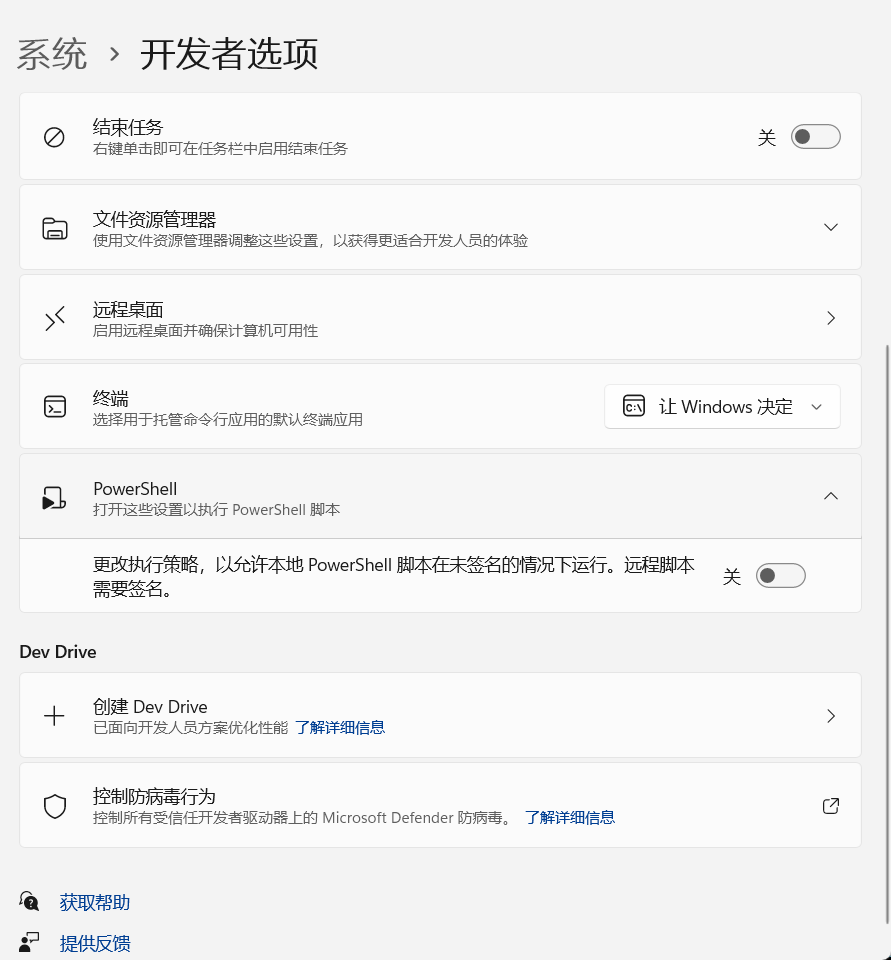 系统 › 开发者选项
结束任务
右键单击即可在任务栏中启用结束任务
关
文件资源管理器
使用文件资源管理器调整这些设置，以获得更适合开发人员的体验
远程桌面
启用远程桌面并确保计算机可用性
终端
选择用于托管命令行应用的默认终端应用
C:\ 让 Windows 决定
PowerShell
打开这些设置以执行 PowerShell 脚本
更改执行策略，以允许本地 PowerShell 脚本在未签名的情况下运行。远程脚本
需要签名。
关
Dev Drive
创建 Dev Drive
已面向开发人员方案优化性能 了解详细信息
控制防病毒行为
控制所有受信任开发者驱动器上的 Microsoft Defender 防病毒。 了解详细信息
获取帮助
提供反馈